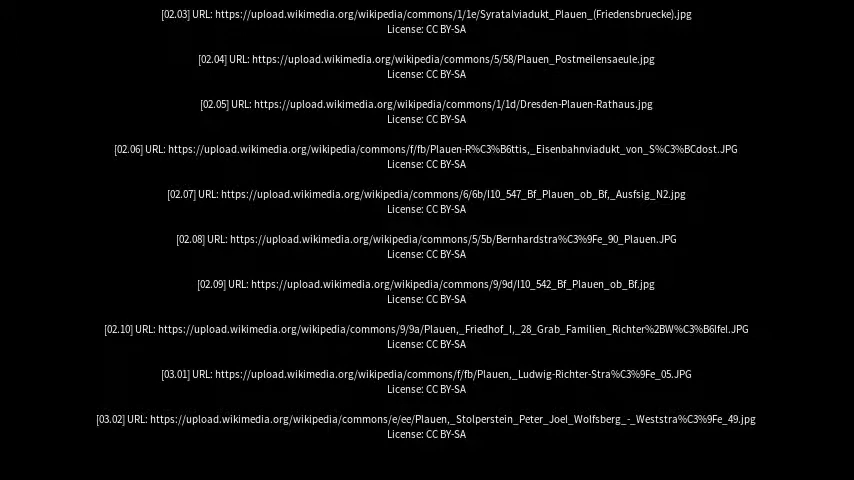 [02.03] URL: https://upload.wikimedia.org/wikipedia/commons/1/1e/Syratalviadukt_Plauen_(Friedensbruecke).jpg
License: CC BY-SA
[02.04] URL: https://upload.wikimedia.org/wikipedia/commons/5/58/Plauen_Postmeilensaeule.jpg
License: CC BY-SA
[02.05] URL: https://upload.wikimedia.org/wikipedia/commons/1/1d/Dresden-Plauen-Rathaus.jpg
License: CC BY-SA
[02.06] URL: https://upload.wikimedia.org/wikipedia/commons/f/fb/Plauen-R%C3%B6ttis,_Eisenbahnviadukt_von_S%C3%BCdost.JPG
License: CC BY-SA
[02.07] URL: https://upload.wikimedia.org/wikipedia/commons/6/6b/I10_547_Bf_Plauen_ob_Bf,_Ausfsig_N2.jpg
License: CC BY-SA
[02.08] URL: https://upload.wikimedia.org/wikipedia/commons/5/5b/Bernhardstra%C3%9Fe_90_Plauen.JPG
License: CC BY-SA
[02.09] URL: https://upload.wikimedia.org/wikipedia/commons/9/9d/I10_542_Bf_Plauen_ob_Bf.jpg
License: CC BY-SA
[02.10] URL: https://upload.wikimedia.org/wikipedia/commons/9/9a/Plauen,_Friedhof_I,_28_Grab_Familien_Richter%2BW%C3%B6lfel.JPG
License: CC BY-SA
[03.01] URL: https://upload.wikimedia.org/wikipedia/commons/f/fb/Plauen,_Ludwig-Richter-Stra%C3%9Fe_05.JPG
License: CC BY-SA
[03.02] URL: https://upload.wikimedia.org/wikipedia/commons/e/ee/Plauen,_Stolperstein_Peter_Joel_Wolfsberg_-_Weststra%C3%9Fe_49.jpg
License: CC BY-SA